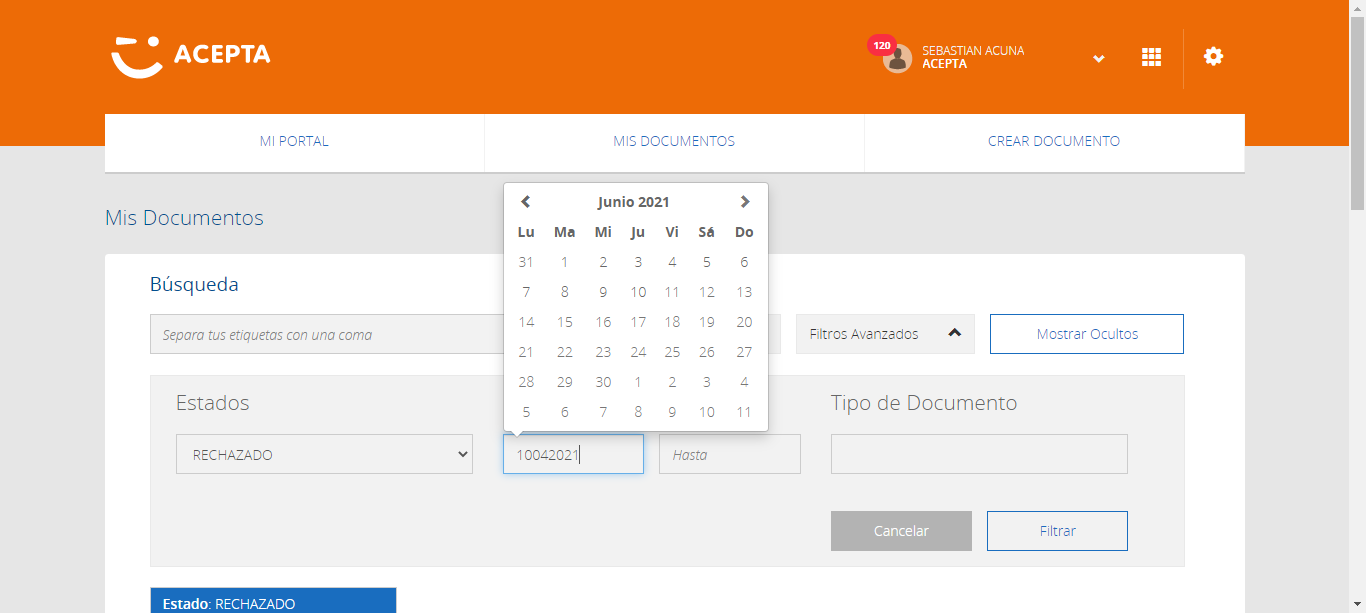 ACEPTA
120
SEBASTIAN ACUNA
ACEPTA
MI PORTAL
MIS DOCUMENTOS
CREAR DOCUMENTO
Mis Documentos
Junio 2021
Lu Ma Mi Ju Vi Sá Do
31 1 2 3 4 5 6
7 8 9 10 11 12 13
14 15 16 17 18 19 20
21 22 23 24 25 26 27
28 29 30 1 2 3 4
5 6 7 8 9 10 11
Búsqueda
Separa tus etiquetas con una coma
Filtros Avanzados
Mostrar Ocultos
Estados
Tipo de Documento
RECHAZADO
10042021
Hasta
Cancelar
Filtrar
Estado: RECHAZADO